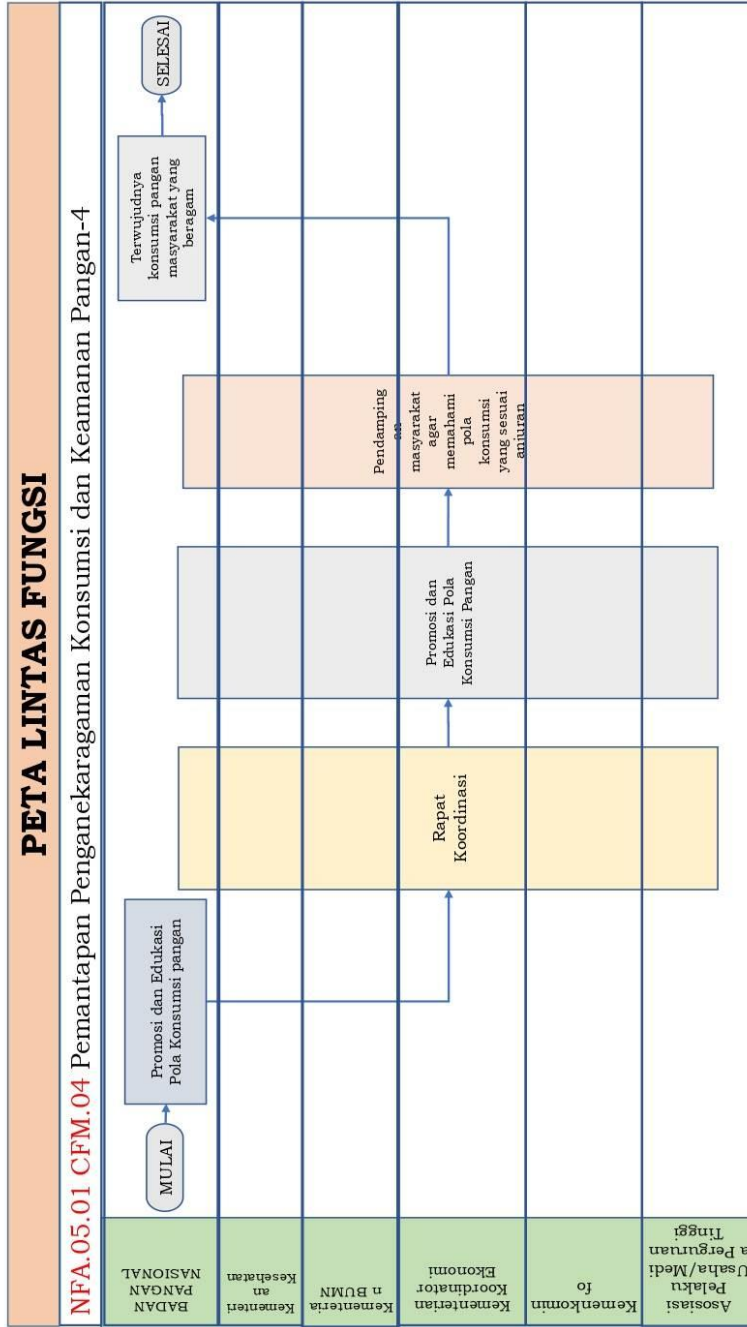 PETA LINTAS FUNGSI
NFA.05.01 CFM.04 Pemantapan Penganekaragaman Konsumsi dan Keamanan Pangan-4
BADAN
PANGAN
NASIONAL
MULAI
Promosi dan Edukasi
Pola Konsumsi pangan
Terwujudnya
konsumsi pangan
masyarakat yang
beragam
SELESAI
Kementeri
an
Kesehatan
Kementeria
n BUMN
Kementerian
Koordinator
Ekonomi
Rapat
Koordinasi
Promosi dan
Edukasi Pola
Konsumsi Pangan
Pendamping
an
masyarakat
agar
memahami
pola
konsumsi
yang sesuai
anjuran
Kemenkomin
fo
Asosiasi
Pelaku
Usaha/Medi
a Perguruan
Tinggi